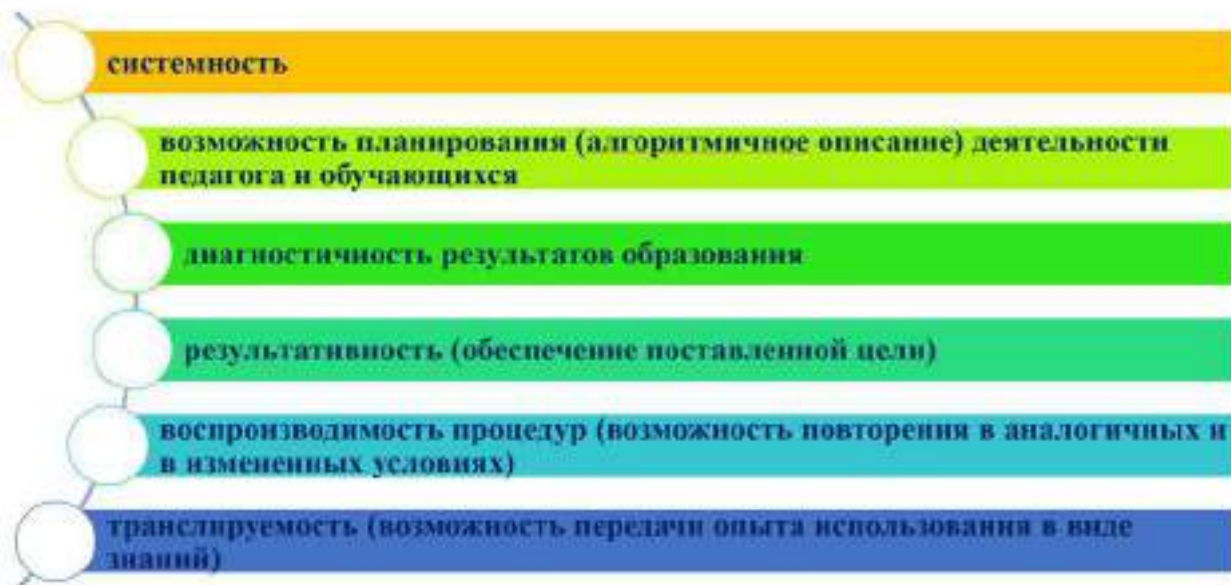 системность
возможность планирования (алгоритмичное описание) деятельности
педагога и обучающихся
диагностичность результатов образования
результативность (обеспечение поставленной цели)
воспроизводимость процедур (возможность повторения в аналогичных и
в измененных условиях)
транслируемость (возможность передачи опыта использования в виде
знаний)